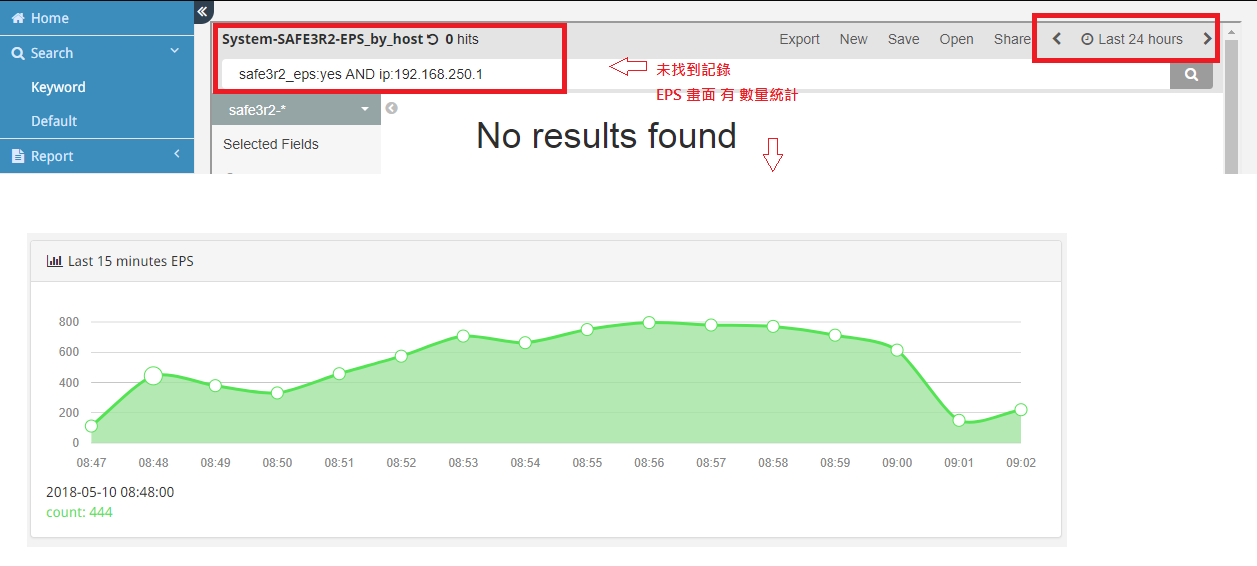 Home
Search
Keyword
Default
Report
System-SAFE3R2-EPS_by_host 0 hits
Export New Save Open Share Last 24 hours
safe3r2_eps:yes AND ip:192.168.250.1
未找到記錄
EPS 畫面 有 數量統計
safe3r2-*
Selected Fields
No results found
Last 15 minutes EPS
800
600
400
200
0
08:47 08:48 08:49 08:50 08:51 08:52 08:53 08:54 08:55 08:56 08:57 08:58 08:59 09:00 09:01 09:02
2018-05-10 08:48:00
count: 444